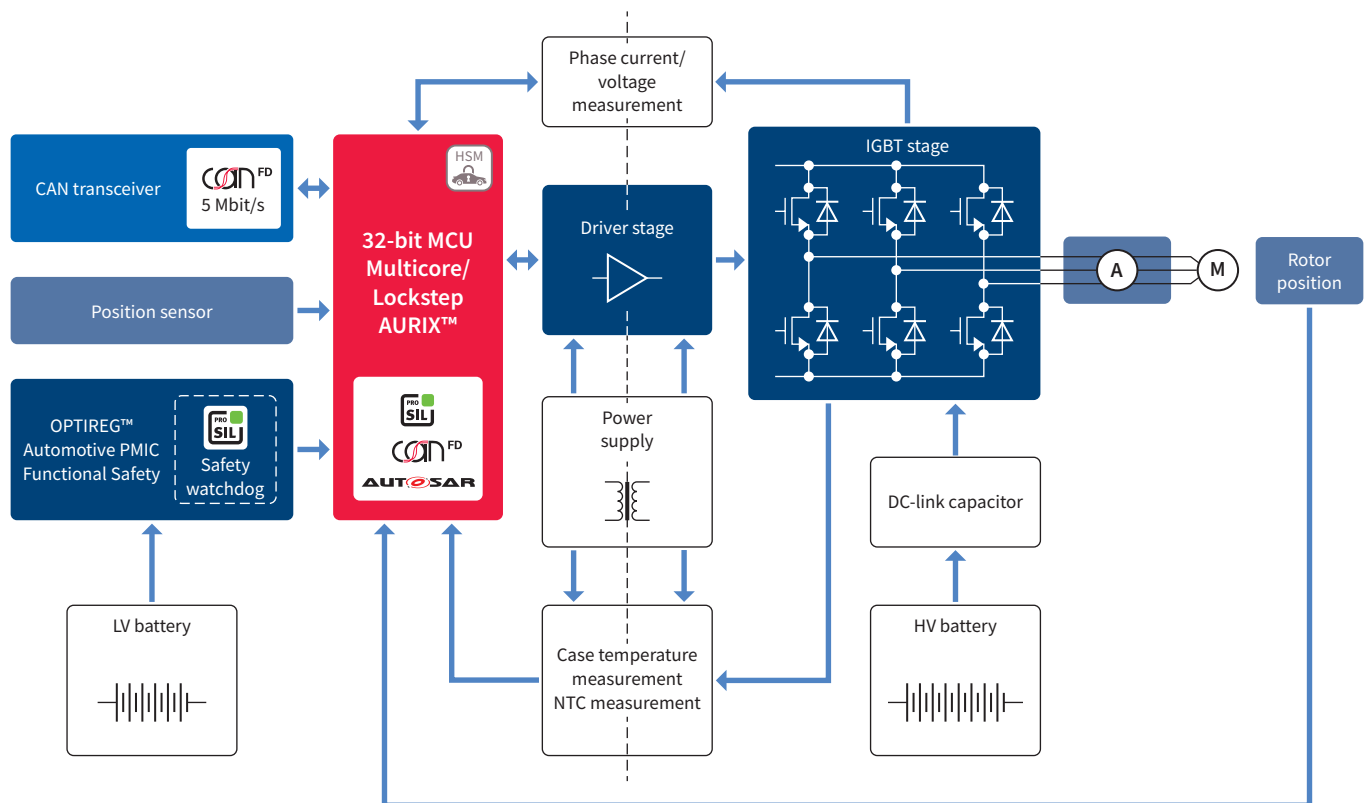 Phase current/
voltage
measurement
CAN transceiver
CAN FD
5 Mbit/s
HSM
32-bit MCU
Multicore/
Lockstep
AURIX™
PRO
SIL
CAN FD
AUTOSAR
Driver stage
IGBT stage
A
M
Rotor
position
Position sensor
OPTIREG™
Automotive PMIC
Functional Safety
PRO
SIL
Safety
watchdog
Power
supply
DC-link capacitor
LV battery
Case temperature
measurement
NTC measurement
HV battery